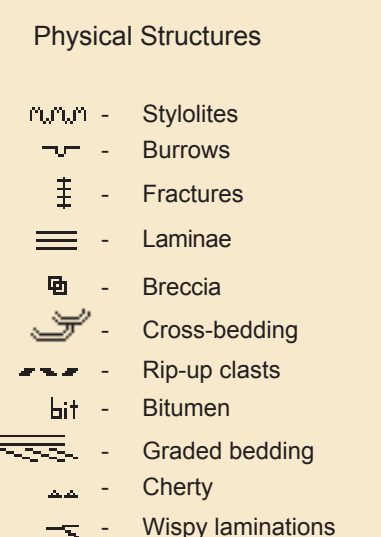 Physical Structures
- Stylolites
- Burrows
- Fractures
- Laminae
- Breccia
- Cross-bedding
- Rip-up clasts
bit - Bitumen
- Graded bedding
- Cherty
- Wispy laminations